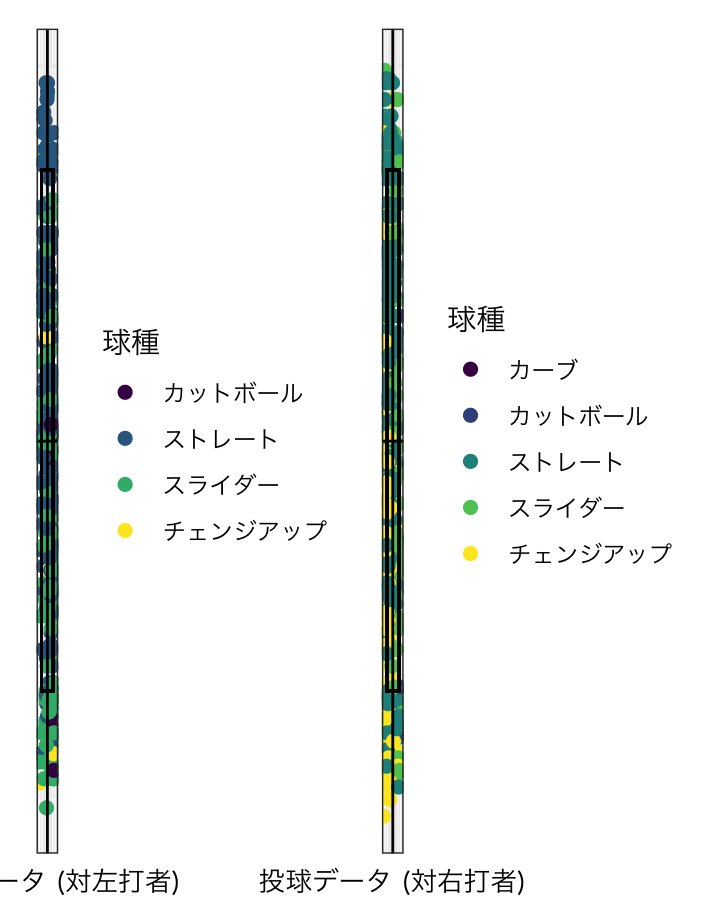 球種
カットボール
ストレート
スライダー
チェンジアップ
ータ (対左打者)
球種
カーブ
カットボール
ストレート
スライダー
チェンジアップ
投球データ (対右打者)